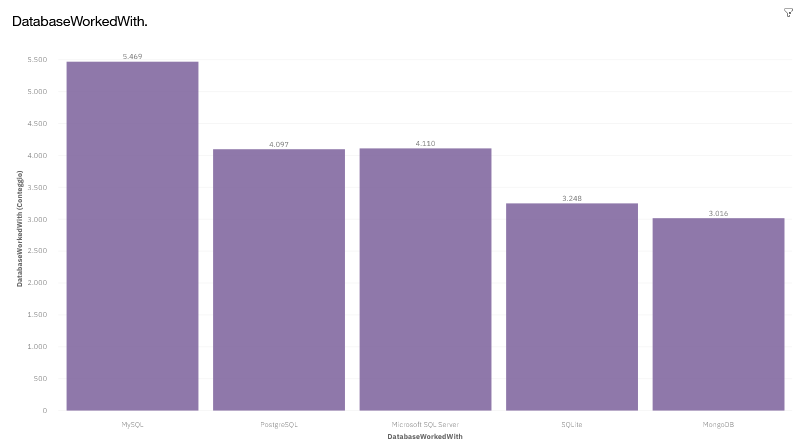 DatabaseWorkedWith.
DatabaseWorkedWith (Conteggio)
5.500
5.000
4.500
4.000
3.500
3.000
2.500
2.000
1.500
1.000
500
0
5.469
4.097
4.110
3.248
3.016
MySQL
PostgreSQL
Microsoft SQL Server
SQLite
MongoDB
DatabaseWorkedWith